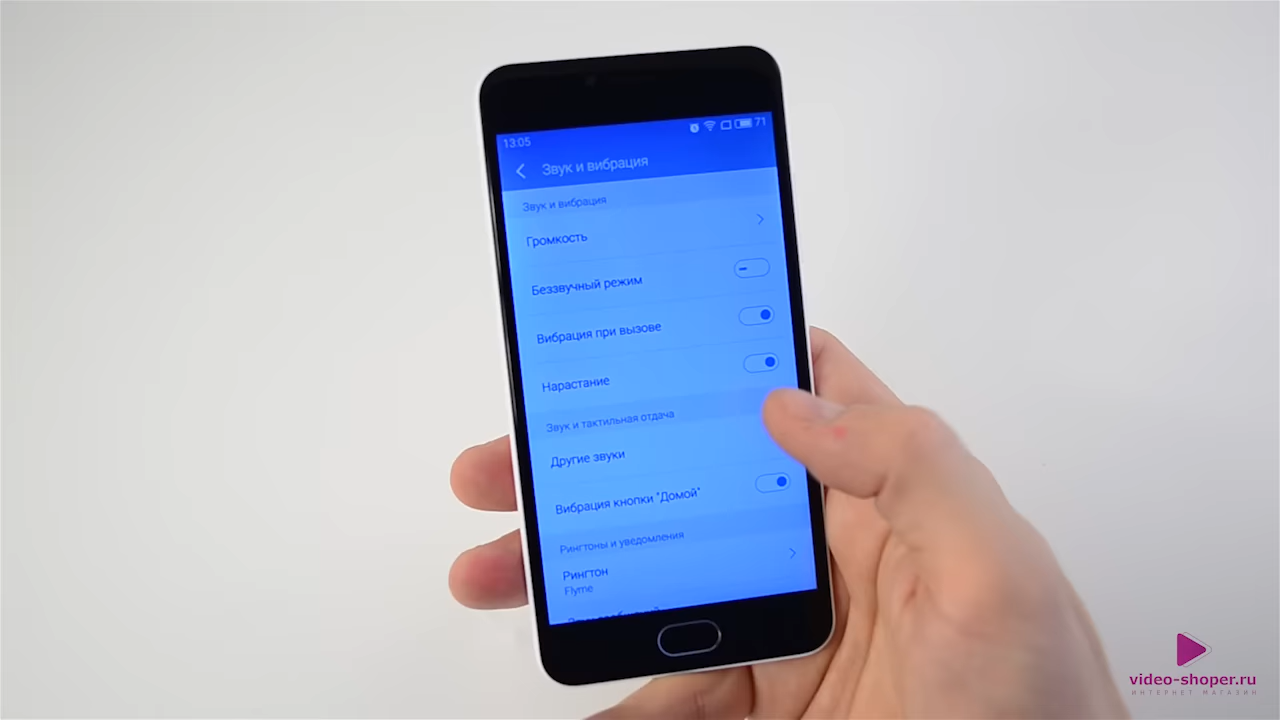 13:05
71
Звук и вибрация
Звук и вибрация
Громкость
Беззвучный режим
Вибрация при вызове
Нарастание
Звук и тактильная отдача
Другие звуки
Вибрация кнопки "Домой"
Рингтоны и уведомления
Рингтон
Flyme
video-shoper.ru
ИНТЕРНЕТ МАГАЗИН